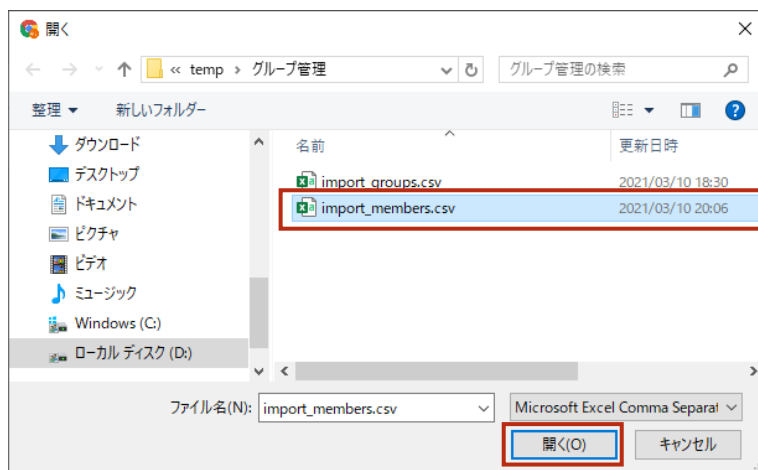 開く
« temp › グループ管理
グループ管理の検索
整理 新しいフォルダー
名前 更新日時
ダウンロード
デスクトップ
ドキュメント
ピクチャ
ビデオ
ミュージック
Windows (C:)
ローカル ディスク (D:)
import_groups.csv 2021/03/10 18:30
import_members.csv 2021/03/10 20:06
ファイル名(N): import_members.csv Microsoft Excel Comma Separat
開く(O) キャンセル